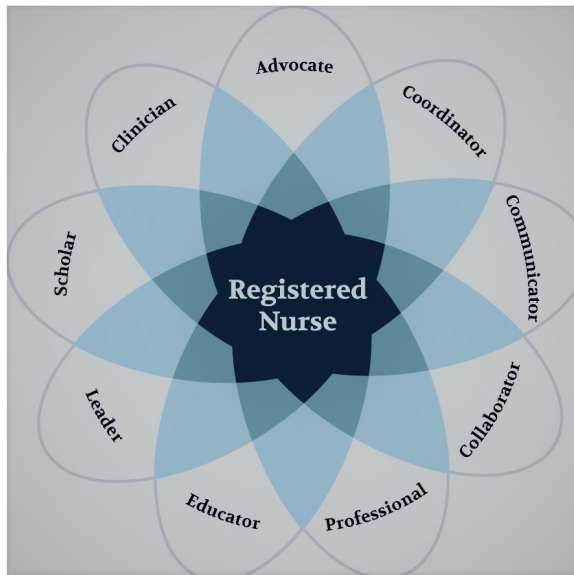 Advocate
Coordinator
Communicator
Collaborator
Professional
Educator
Leader
Scholar
Clinician
Registered
Nurse